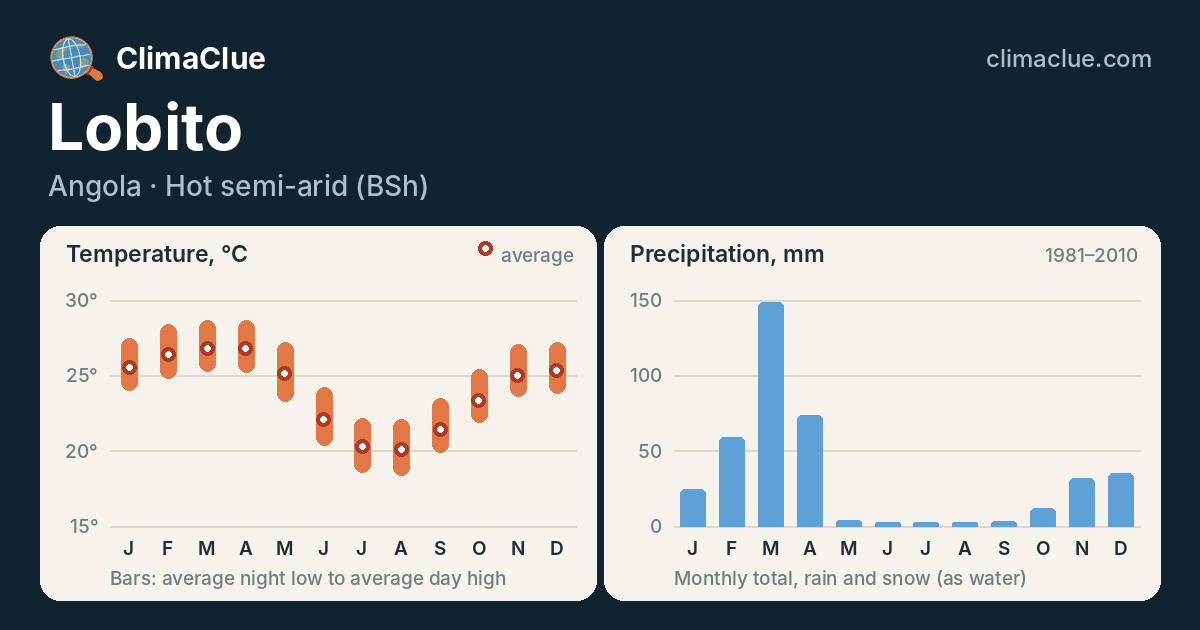 ClimaClue
climaclue.com
Lobito
Angola · Hot semi-arid (BSh)
Temperature, °C
average
30°
25°
20°
15°
J F M A M J J A S O N D
Bars: average night low to average day high
Precipitation, mm
1981–2010
150
100
50
0
J F M A M J J A S O N D
Monthly total, rain and snow (as water)